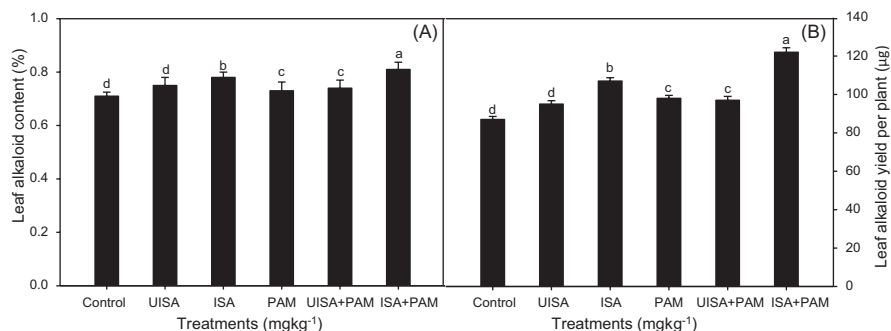 Leaf alkaloid content (%)
1.0
0.8
0.6
0.4
0.2
0.0
(A)
d
d
b
c
c
a
Control
UISA
ISA
PAM
UISA+PAM
ISA+PAM
Treatments (mgkg-1)
(B)
d
d
b
c
c
a
Control
UISA
ISA
PAM
UISA+PAM
ISA+PAM
Treatments (mgkg-1)
140
120
100
80
60
40
20
0
Leaf alkaloid yield per plant (µg)